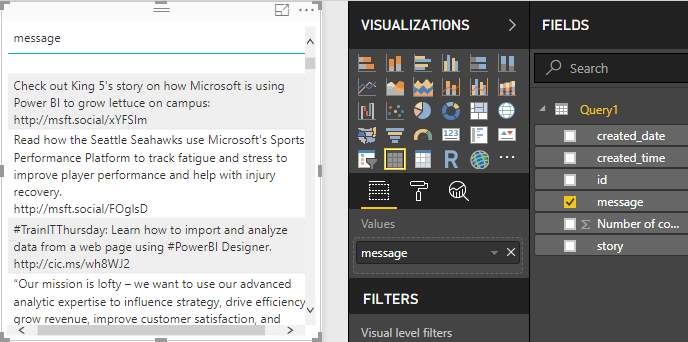 message
Check out King 5's story on how Microsoft is using
Power BI to grow lettuce on campus:
http://msft.social/xYFSIm
Read how the Seattle Seahawks use Microsoft's Sports
Performance Platform to track fatigue and stress to
improve player performance and help with injury
recovery.
http://msft.social/FOgIsD
#TrainITThursday: Learn how to import and analyze
data from a web page using #PowerBI Designer.
http://cic.ms/wh8WJ2
“Our mission is lofty – we want to use our advanced
analytic expertise to influence strategy, drive efficiency
grow revenue, improve customer satisfaction, and
VISUALIZATIONS
123
R
Values
message
FILTERS
Visual level filters
FIELDS
Search
Query1
created_date
created_time
id
message
Σ Number of co...
story